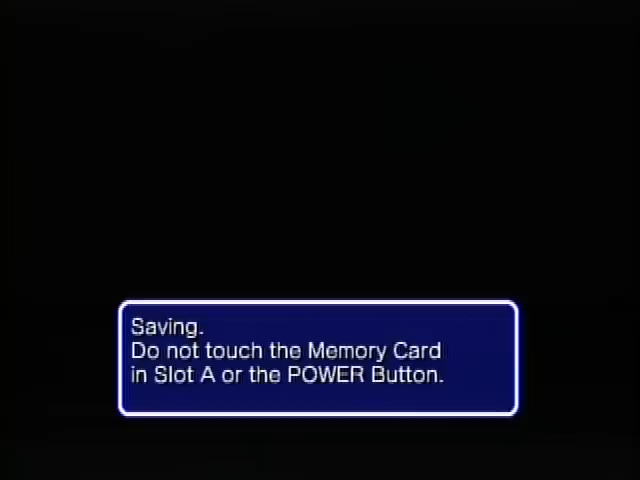 Saving.
Do not touch the Memory Card
in Slot A or the POWER Button.